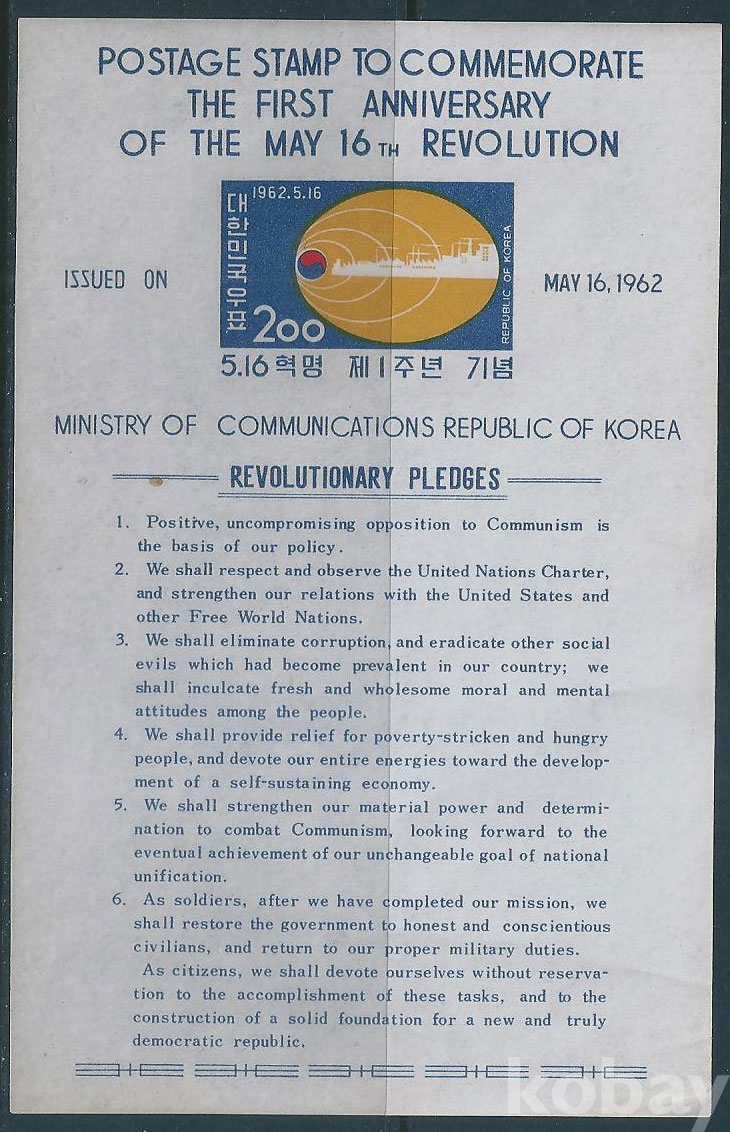 POSTAGE STAMP TO COMMEMORATE
THE FIRST ANNIVERSARY
OF THE MAY 16TH REVOLUTION
1962.5.16
대한민국우표
200
REPUBLIC OF KOREA
ISSUED ON
MAY 16, 1962
5.16 혁명 제1주년 기념
MINISTRY OF COMMUNICATIONS REPUBLIC OF KOREA
REVOLUTIONARY PLEDGES
1. Positive, uncompromising opposition to Communism is
the basis of our policy.
2. We shall respect and observe the United Nations Charter,
and strengthen our relations with the United States and
other Free World Nations.
3. We shall eliminate corruption, and eradicate other social
evils which had become prevalent in our country; we
shall inculcate fresh and wholesome moral and mental
attitudes among the people.
4. We shall provide relief for poverty-stricken and hungry
people, and devote our entire energies toward the develop-
ment of a self-sustaining economy.
5. We shall strengthen our material power and determi-
nation to combat Communism, looking forward to the
eventual achievement of our unchangeable goal of national
unification.
6. As soldiers, after we have completed our mission, we
shall restore the government to honest and conscientious
civilians, and return to our proper military duties.
As citizens, we shall devote ourselves without reserva-
tion to the accomplishment of these tasks, and to the
construction of a solid foundation for a new and truly
democratic republic.
kobay